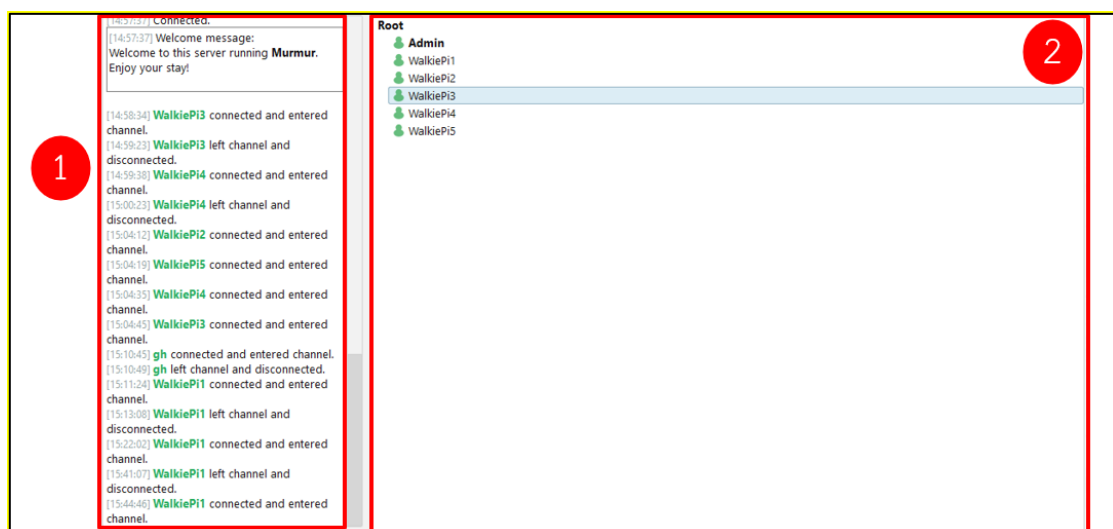 [14:57:37] Connected.
[14:57:37] Welcome message:
Welcome to this server running Murmur.
Enjoy your stay!
[14:58:34] WalkiePi3 connected and entered
channel.
[14:59:23] WalkiePi3 left channel and
disconnected.
[14:59:38] WalkiePi4 connected and entered
channel.
[15:00:23] WalkiePi4 left channel and
disconnected.
[15:04:12] WalkiePi2 connected and entered
channel.
[15:04:19] WalkiePi5 connected and entered
channel.
[15:04:35] WalkiePi4 connected and entered
channel.
[15:04:45] WalkiePi3 connected and entered
channel.
[15:10:45] gh connected and entered channel.
[15:10:49] gh left channel and disconnected.
[15:11:24] WalkiePi1 connected and entered
channel.
[15:13:08] WalkiePi1 left channel and
disconnected.
[15:22:02] WalkiePi1 connected and entered
channel.
[15:41:07] WalkiePi1 left channel and
disconnected.
[15:44:46] WalkiePi1 connected and entered
channel.
1
Root
Admin
WalkiePi1
WalkiePi2
WalkiePi3
WalkiePi4
WalkiePi5
2